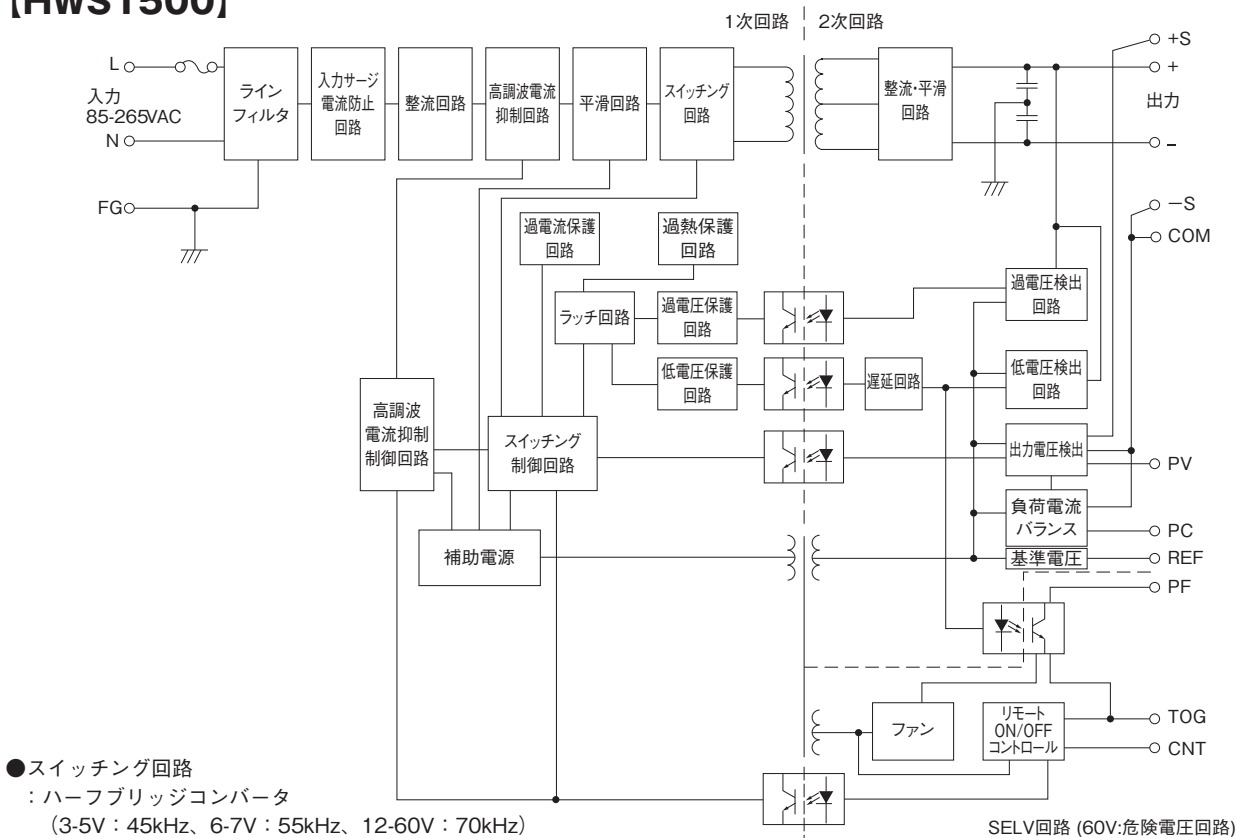 【HWS1500】
1次回路
2次回路
L
入力
85-265VAC
N
FG
ライン
フィルタ
入力サージ
電流防止
回路
整流回路
高調波電流
抑制回路
平滑回路
スイッチング
回路
整流・平滑
回路
+S
+
出力
–
−S
COM
過電流保護
回路
過熱保護
回路
ラッチ回路
過電圧保護
回路
過電圧検出
回路
低電圧保護
回路
遅延回路
低電圧検出
回路
高調波
電流抑制
制御回路
スイッチング
制御回路
出力電圧検出
PV
負荷電流
バランス
PC
補助電源
基準電圧
REF
PF
ファン
リモート
ON/OFF
コントロール
TOG
CNT
●スイッチング回路
：ハーフブリッジコンバータ
（3-5V：45kHz、6-7V：55kHz、12-60V：70kHz）
SELV回路 (60V:危険電圧回路)